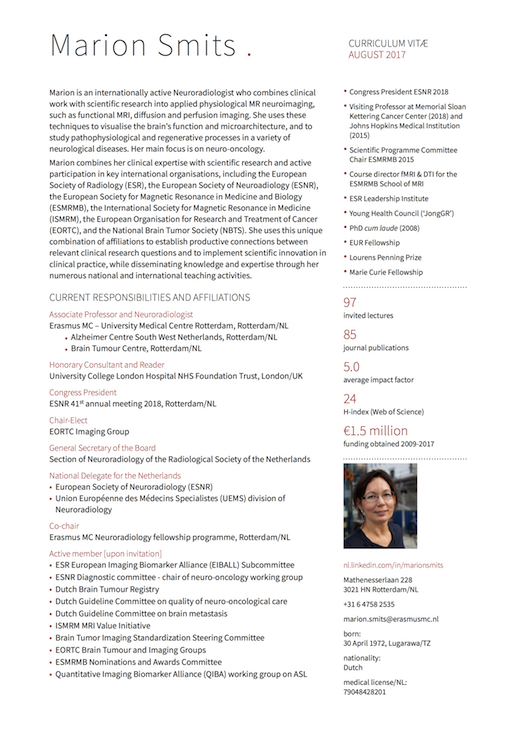 Marion Smits .
CURRICULUM VITÆ
AUGUST 2017
Marion is an internationally active Neuroradiologist who combines clinical
work with scientific research into applied physiological MR neuroimaging,
such as functional MRI, diffusion and perfusion imaging. She uses these
techniques to visualise the brain's function and microarchitecture, and to
study pathophysiological and regenerative processes in a variety of
neurological diseases. Her main focus is on neuro-oncology.
Marion combines her clinical expertise with scientific research and active
participation in key international organisations, including the European
Society of Radiology (ESR), the European Society of Neuroadiology (ESNR),
the European Society for Magnetic Resonance in Medicine and Biology
(ESMRMB), the International Society for Magnetic Resonance in Medicine
(ISMRM), the European Organisation for Research and Treatment of Cancer
(EORTC), and the National Brain Tumor Society (NBTS). She uses this unique
combination of affiliations to establish productive connections between
relevant clinical research questions and to implement scientific innovation in
clinical practice, while disseminating knowledge and expertise through her
numerous national and international teaching activities.
CURRENT RESPONSIBILITIES AND AFFILIATIONS
Associate Professor and Neuroradiologist
Erasmus MC – University Medical Centre Rotterdam, Rotterdam/NL
• Alzheimer Centre South West Netherlands, Rotterdam/NL
• Brain Tumour Centre, Rotterdam/NL
Honorary Consultant and Reader
University College London Hospital NHS Foundation Trust, London/UK
Congress President
ESNR 41st annual meeting 2018, Rotterdam/NL
Chair-Elect
EORTC Imaging Group
General Secretary of the Board
Section of Neuroradiology of the Radiological Society of the Netherlands
National Delegate for the Netherlands
• European Society of Neuroradiology (ESNR)
• Union Européenne des Médecins Specialistes (UEMS) division of
Neuroradiology
Co-chair
Erasmus MC Neuroradiology fellowship programme, Rotterdam/NL
Active member [upon invitation]
• ESR European Imaging Biomarker Alliance (EIBALL) Subcommittee
• ESNR Diagnostic committee - chair of neuro-oncology working group
• Dutch Brain Tumour Registry
• Dutch Guideline Committee on quality of neuro-oncological care
• Dutch Guideline Committee on brain metastasis
• ISMRM MRI Value Initiative
• Brain Tumor Imaging Standardization Steering Committee
• EORTC Brain Tumour and Imaging Groups
• ESMRMB Nominations and Awards Committee
• Quantitative Imaging Biomarker Alliance (QIBA) working group on ASL
• Congress President ESNR 2018
• Visiting Professor at Memorial Sloan
Kettering Cancer Center (2018) and
Johns Hopkins Medical Institution
(2015)
• Scientific Programme Committee
Chair ESMRMB 2015
• Course director fMRI & DTI for the
ESMRMB School of MRI
• ESR Leadership Institute
• Young Health Council ('JongGR')
• PhD cum laude (2008)
• EUR Fellowship
• Lourens Penning Prize
• Marie Curie Fellowship
97
invited lectures
85
journal publications
5.0
average impact factor
24
H-index (Web of Science)
€1.5 million
funding obtained 2009-2017
nl.linkedin.com/in/marionsmits
Mathenesserlaan 228
3021 HN Rotterdam/NL
+31 6 4758 2535
marion.smits@erasmusmc.nl
born:
30 April 1972, Lugarawa/TZ
nationality:
Dutch
medical license/NL:
79048428201